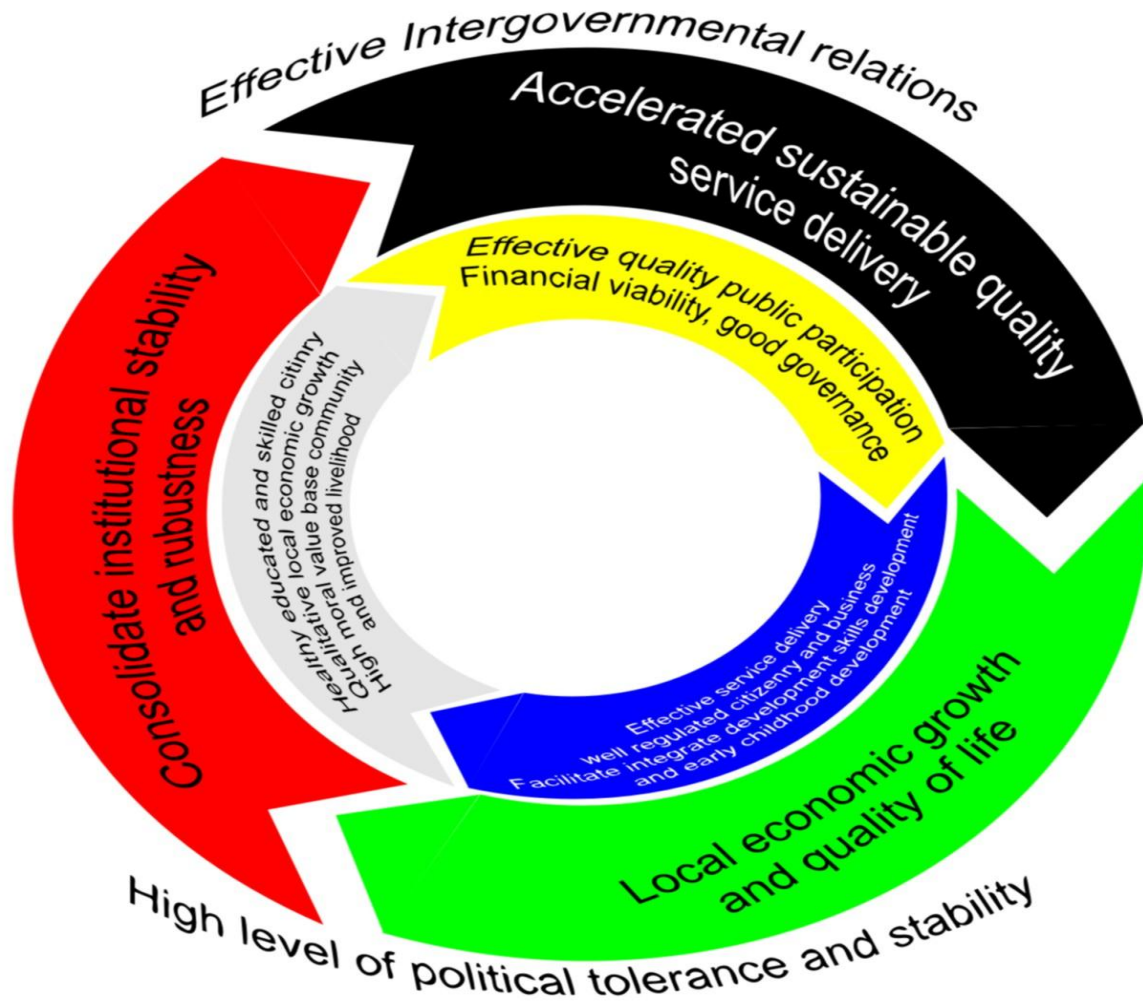 Effective Intergovernmental relations
Accelerated sustainable quality
service delivery
Effective quality public participation
Financial viability, good governance
Consolidate institutional stability
and rubustness
Healthy educated and skilled citinry
Qualitative local economic growth
High moral value base community
and improved livelihood
Effective service delivery
well regulated citizenry and business
Facilitate integrate development skills development
and early childhood development
Local economic growth
and quality of life
High level of political tolerance and stability